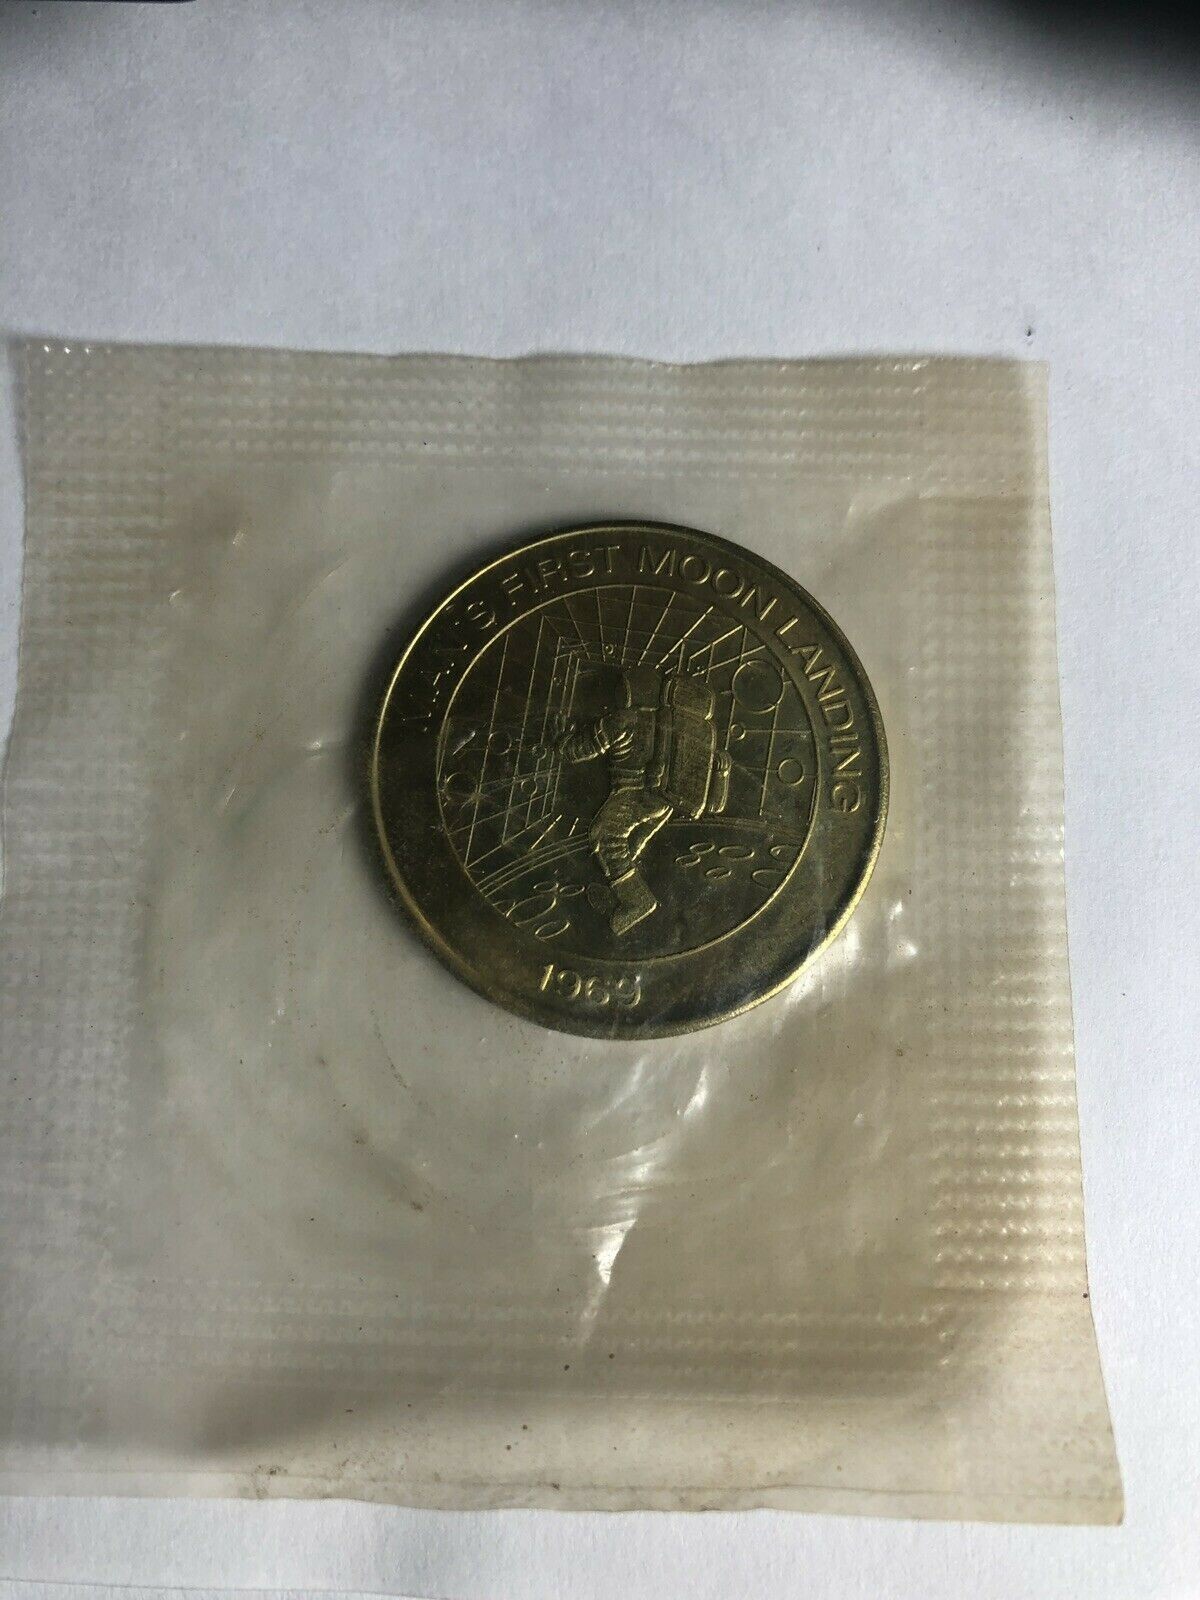 MAN'S FIRST MOON LANDING
1969